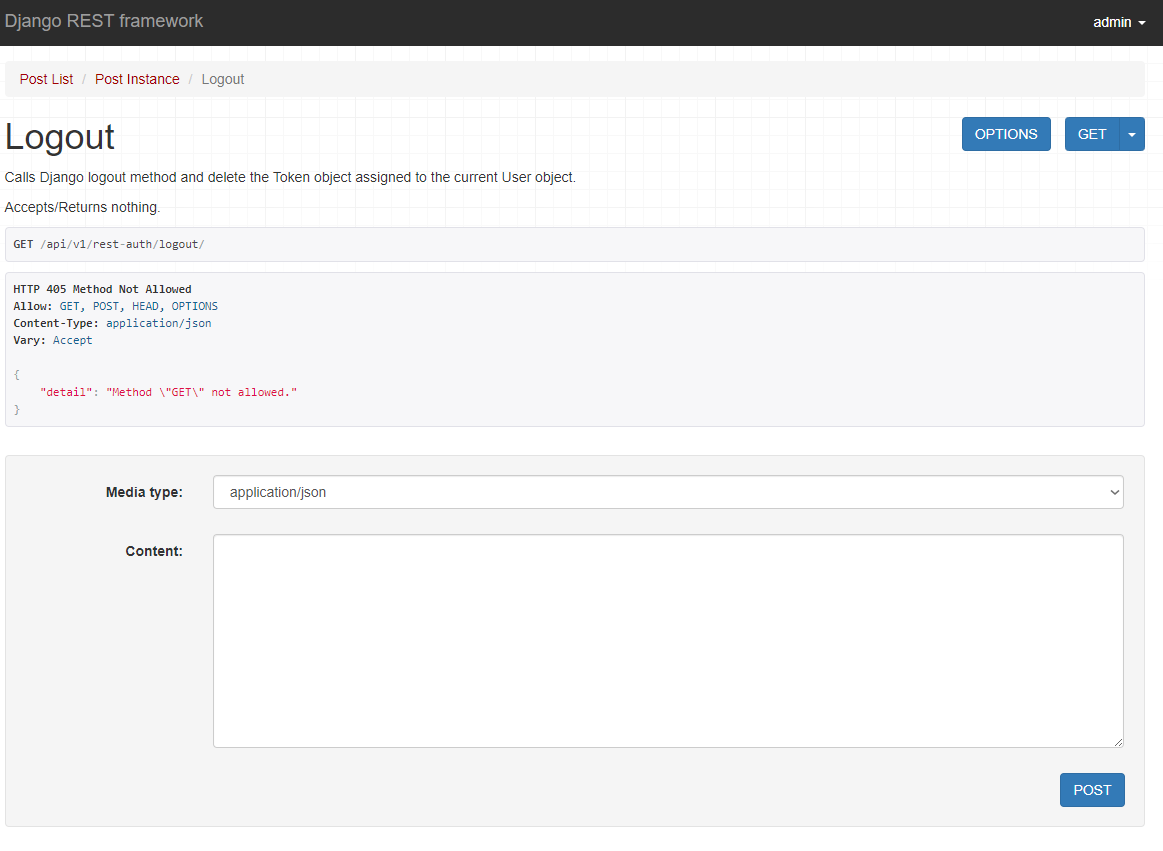 Django REST framework
admin
Post List / Post Instance / Logout
Logout
OPTIONS
GET
Calls Django logout method and delete the Token object assigned to the current User object.
Accepts/Returns nothing.
GET /api/v1/rest-auth/logout/
HTTP 405 Method Not Allowed
Allow: GET, POST, HEAD, OPTIONS
Content-Type: application/json
Vary: Accept
{
"detail": "Method \"GET\" not allowed."
}
Media type:
application/json
Content:
POST